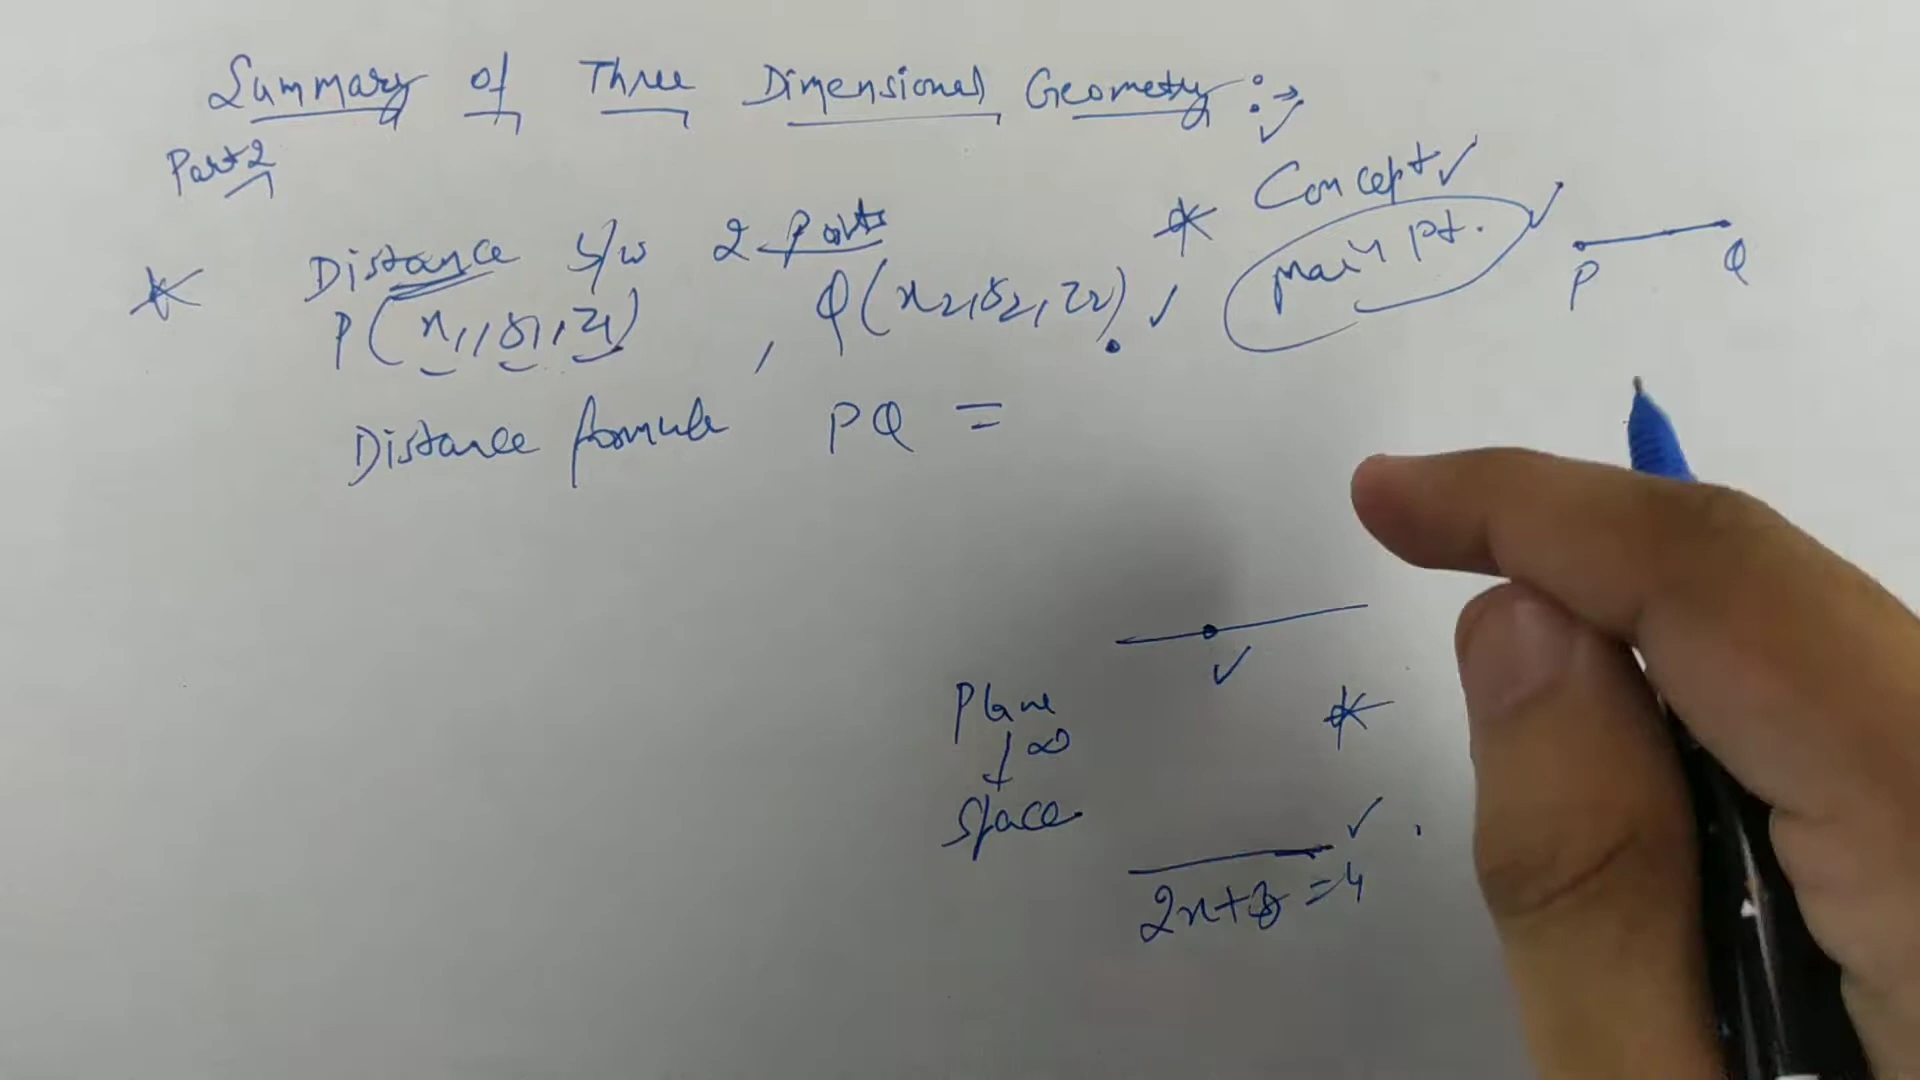 Summary of Three Dimensional Geometry :→
Part 2
* Concept ✓
* Distance b/w 2 Points
main pt.
P Q
P(x1, y1, z1) , Q(x2, y2, z2).
Distance formula PQ =
Plane
∞
Space
*
2x+3y=4